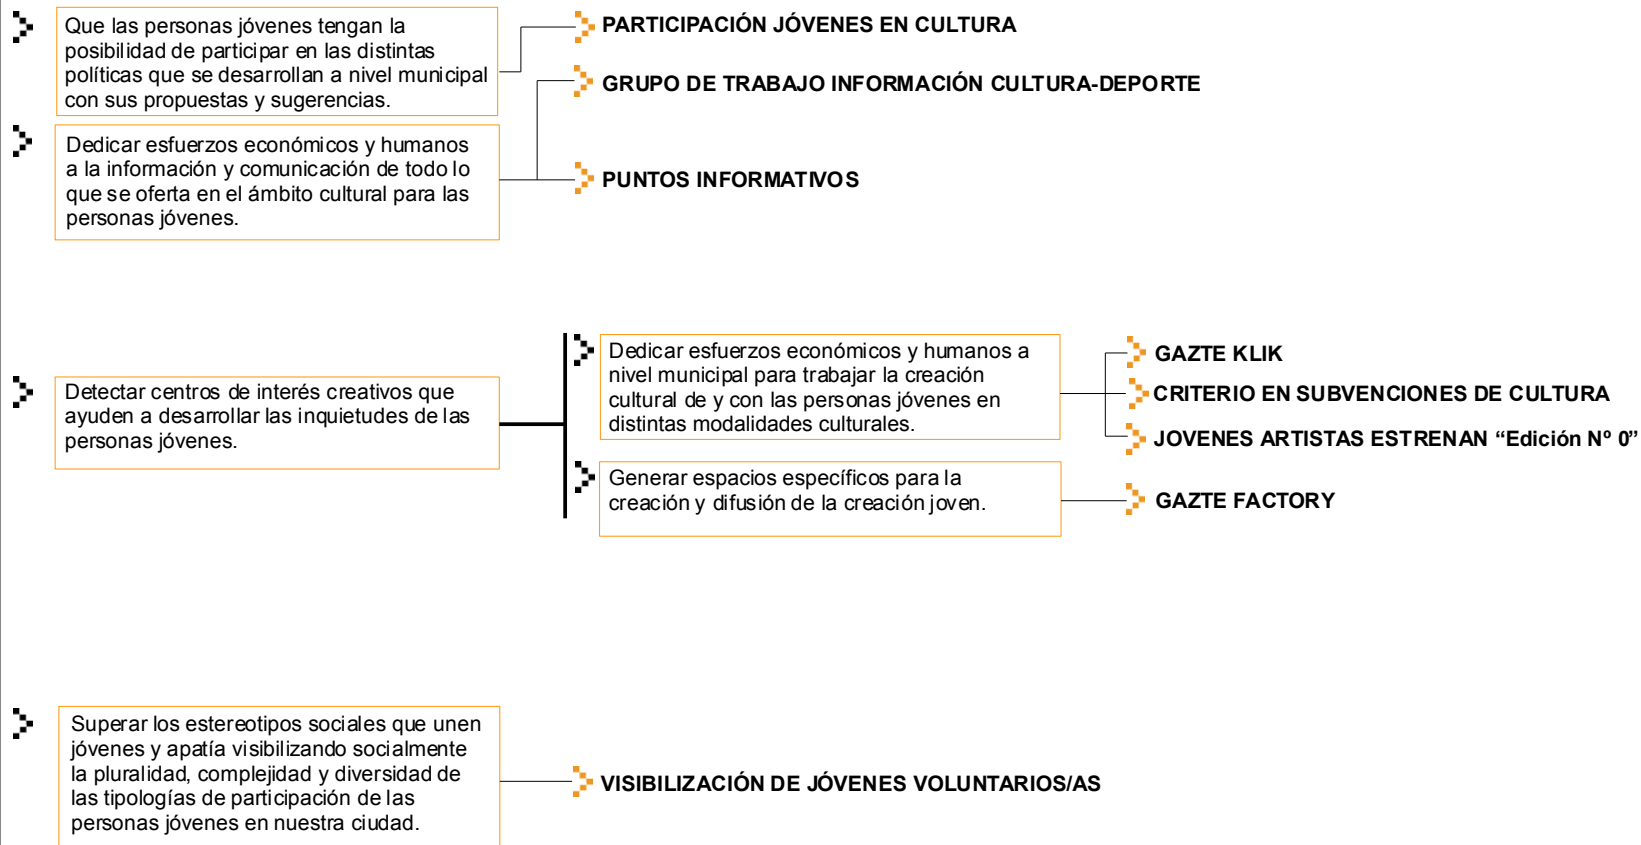 Que las personas jóvenes tengan la
posibilidad de participar en las distintas
políticas que se desarrollan a nivel municipal
con sus propuestas y sugerencias.
PARTICIPACIÓN JÓVENES EN CULTURA
GRUPO DE TRABAJO INFORMACIÓN CULTURA-DEPORTE
Dedicar esfuerzos económicos y humanos
a la información y comunicación de todo lo
que se oferta en el ámbito cultural para las
personas jóvenes.
PUNTOS INFORMATIVOS
Detectar centros de interés creativos que
ayuden a desarrollar las inquietudes de las
personas jóvenes.
Dedicar esfuerzos económicos y humanos a
nivel municipal para trabajar la creación
cultural de y con las personas jóvenes en
distintas modalidades culturales.
GAZTE KLIK
CRITERIO EN SUBVENCIONES DE CULTURA
JOVENES ARTISTAS ESTRENAN “Edición Nº 0”
Generar espacios específicos para la
creación y difusión de la creación joven.
GAZTE FACTORY
Superar los estereotipos sociales que unen
jóvenes y apatía visibilizando socialmente
la pluralidad, complejidad y diversidad de
las tipologías de participación de las
personas jóvenes en nuestra ciudad.
VISIBILIZACIÓN DE JÓVENES VOLUNTARIOS/AS